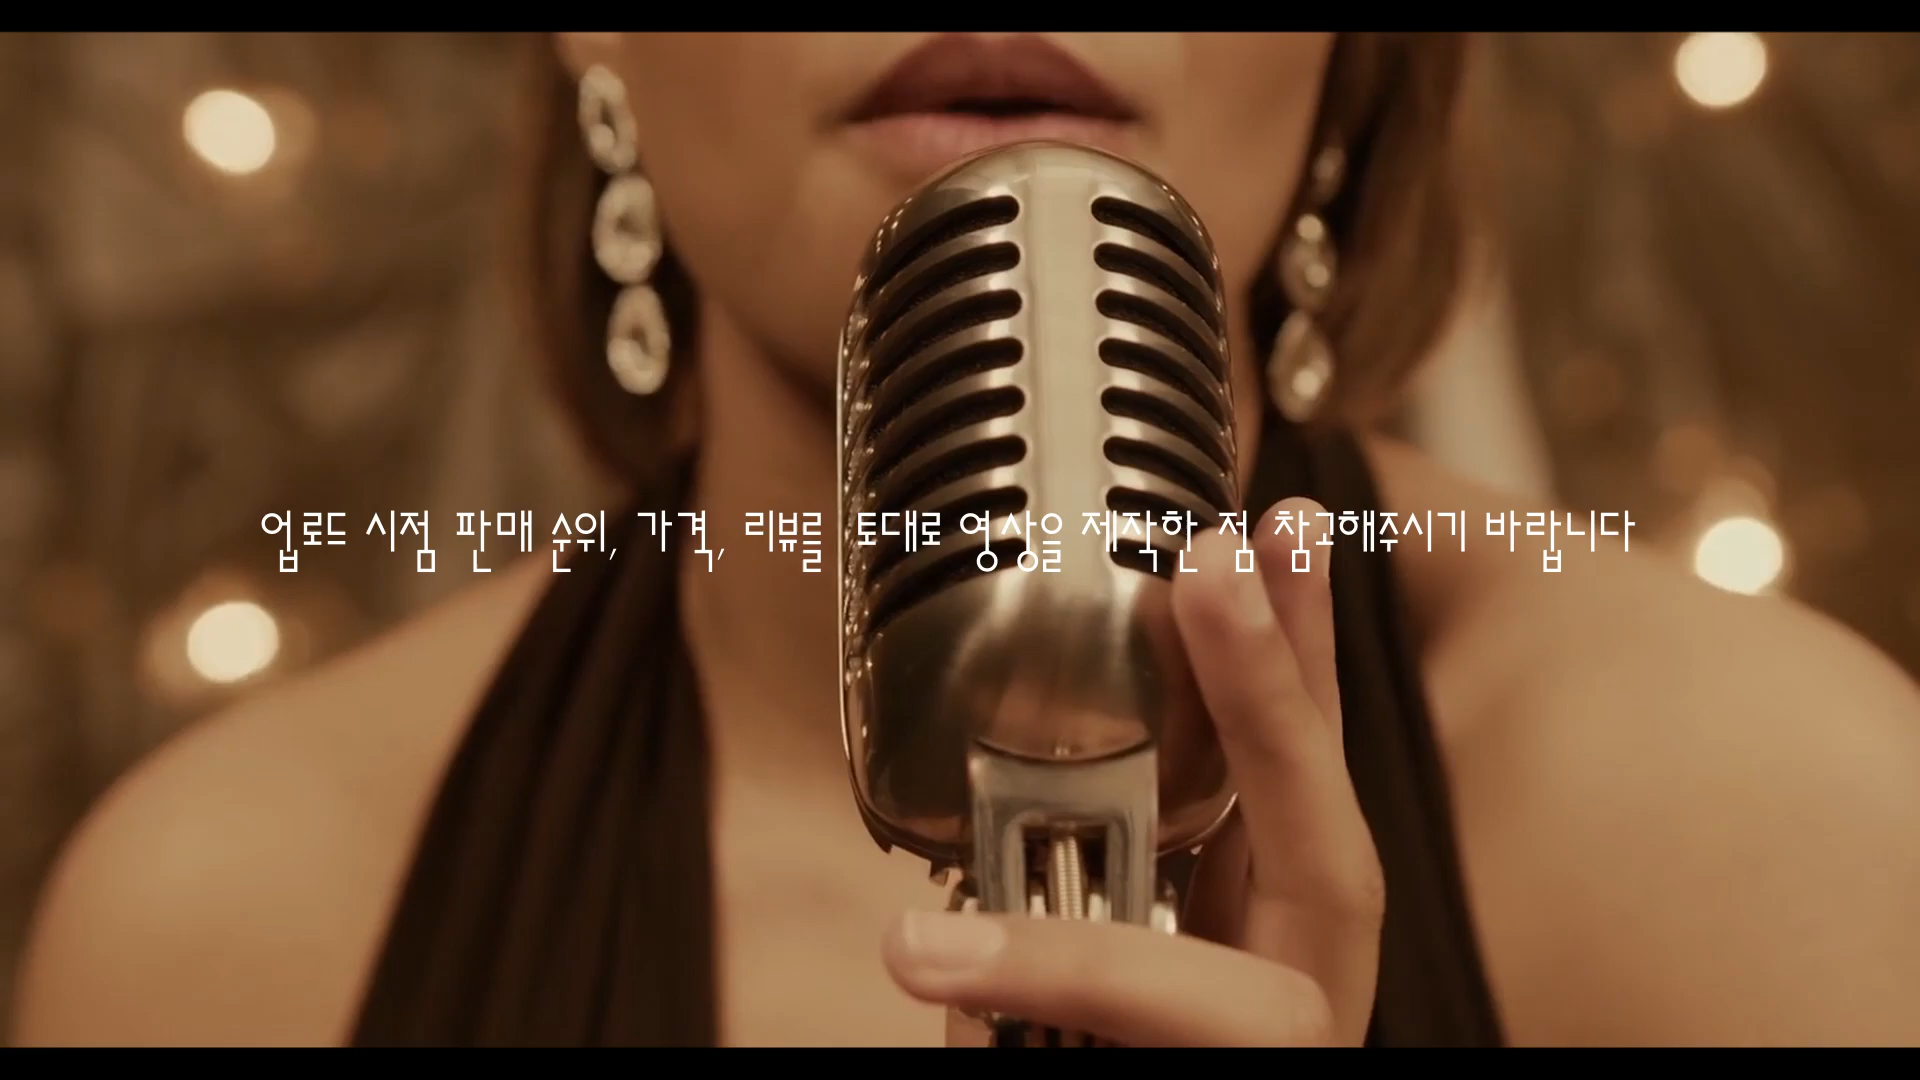 업로드 시점 판매 순위, 가격, 리뷰를 토대로 영상을 제작한 점 참고해주시기 바랍니다